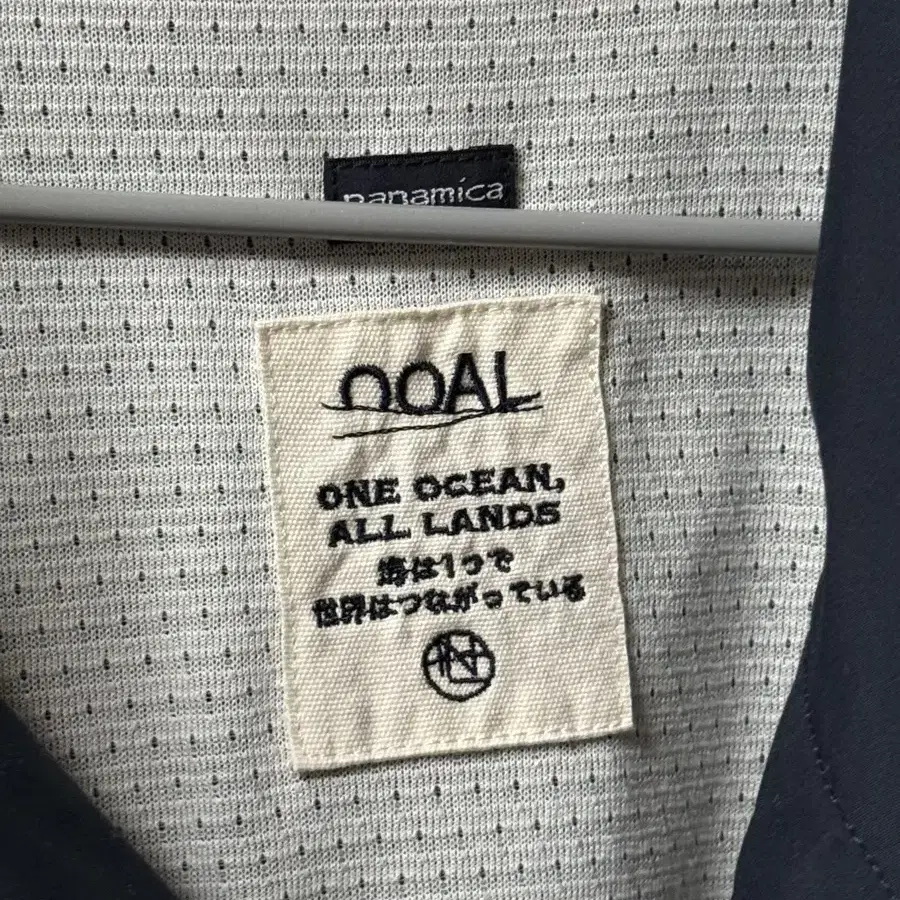 nanamica
OOAL
ONE OCEAN,
ALL LANDS
海は1つで
世界はつながっている